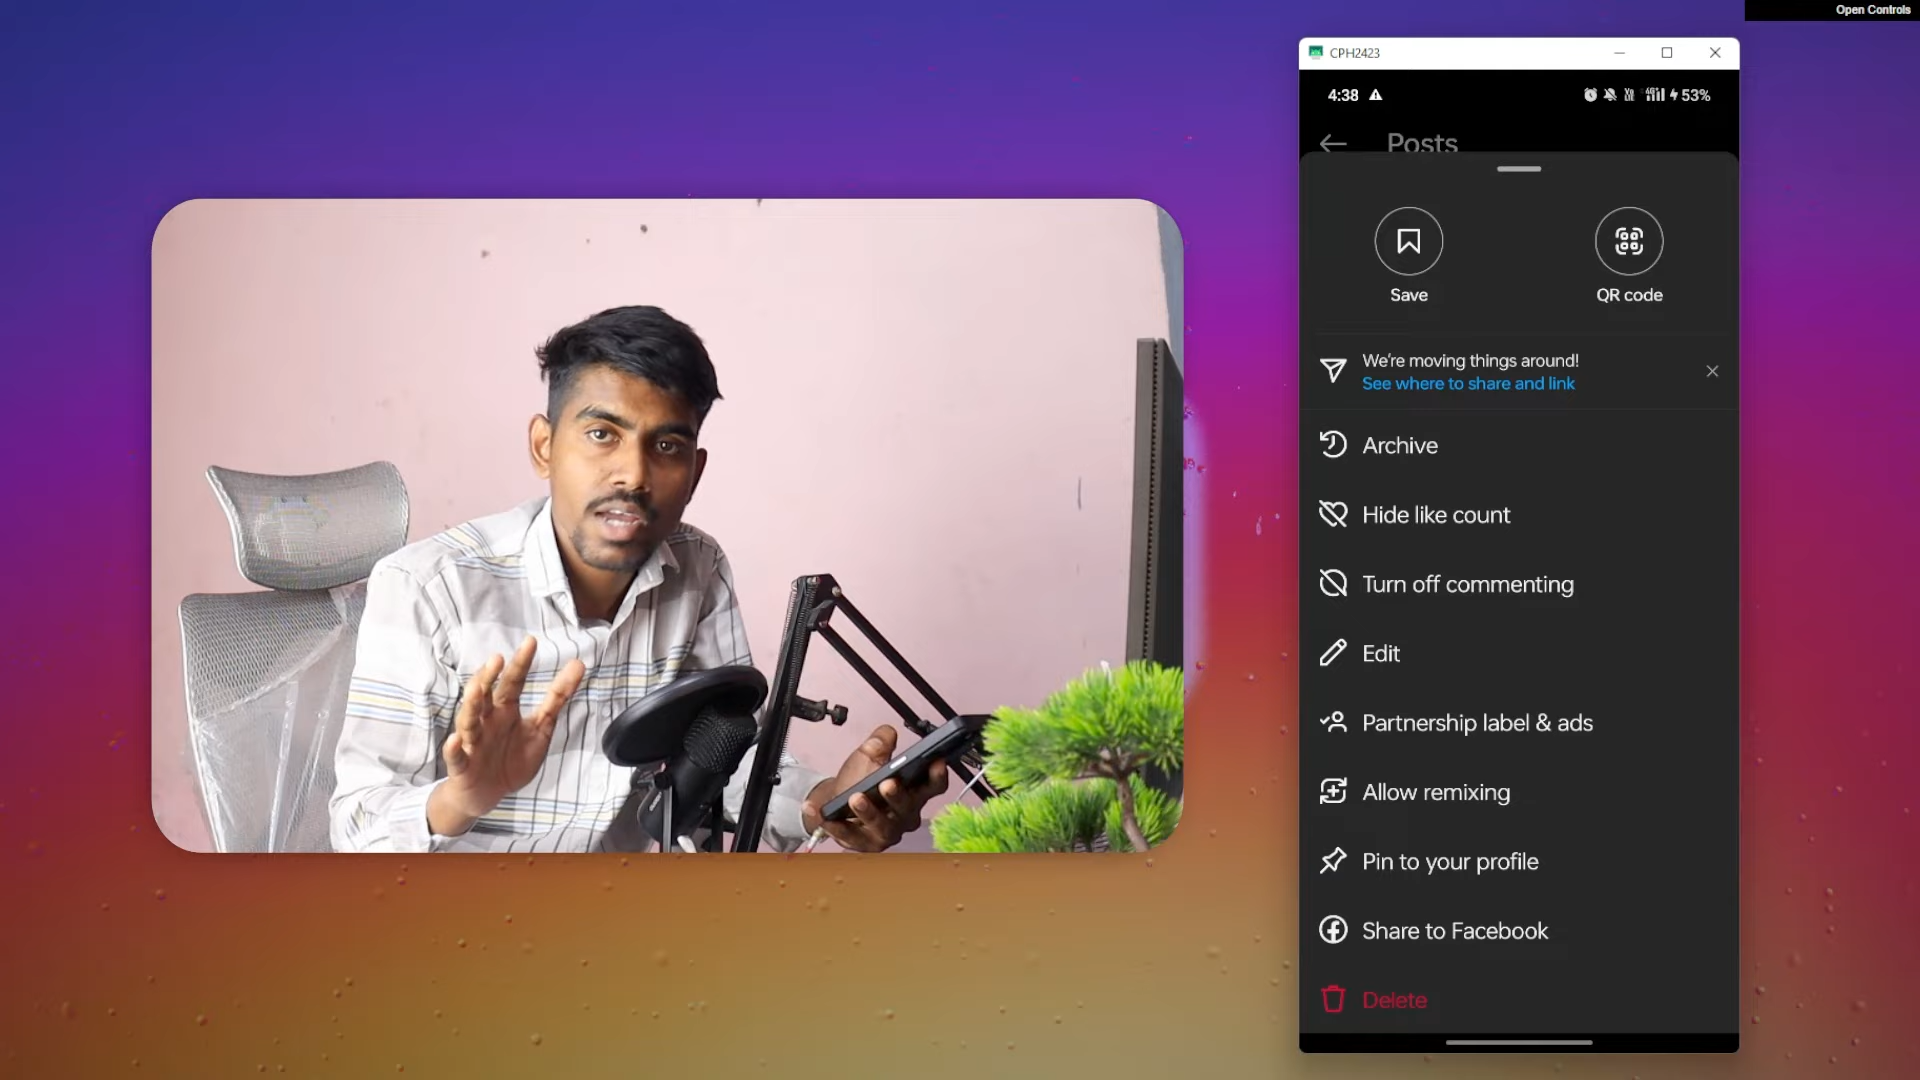 Open Controls
CPH2423
4:38
53%
Posts
Save
QR code
We're moving things around!
See where to share and link
Archive
Hide like count
Turn off commenting
Edit
Partnership label & ads
Allow remixing
Pin to your profile
Share to Facebook
Delete